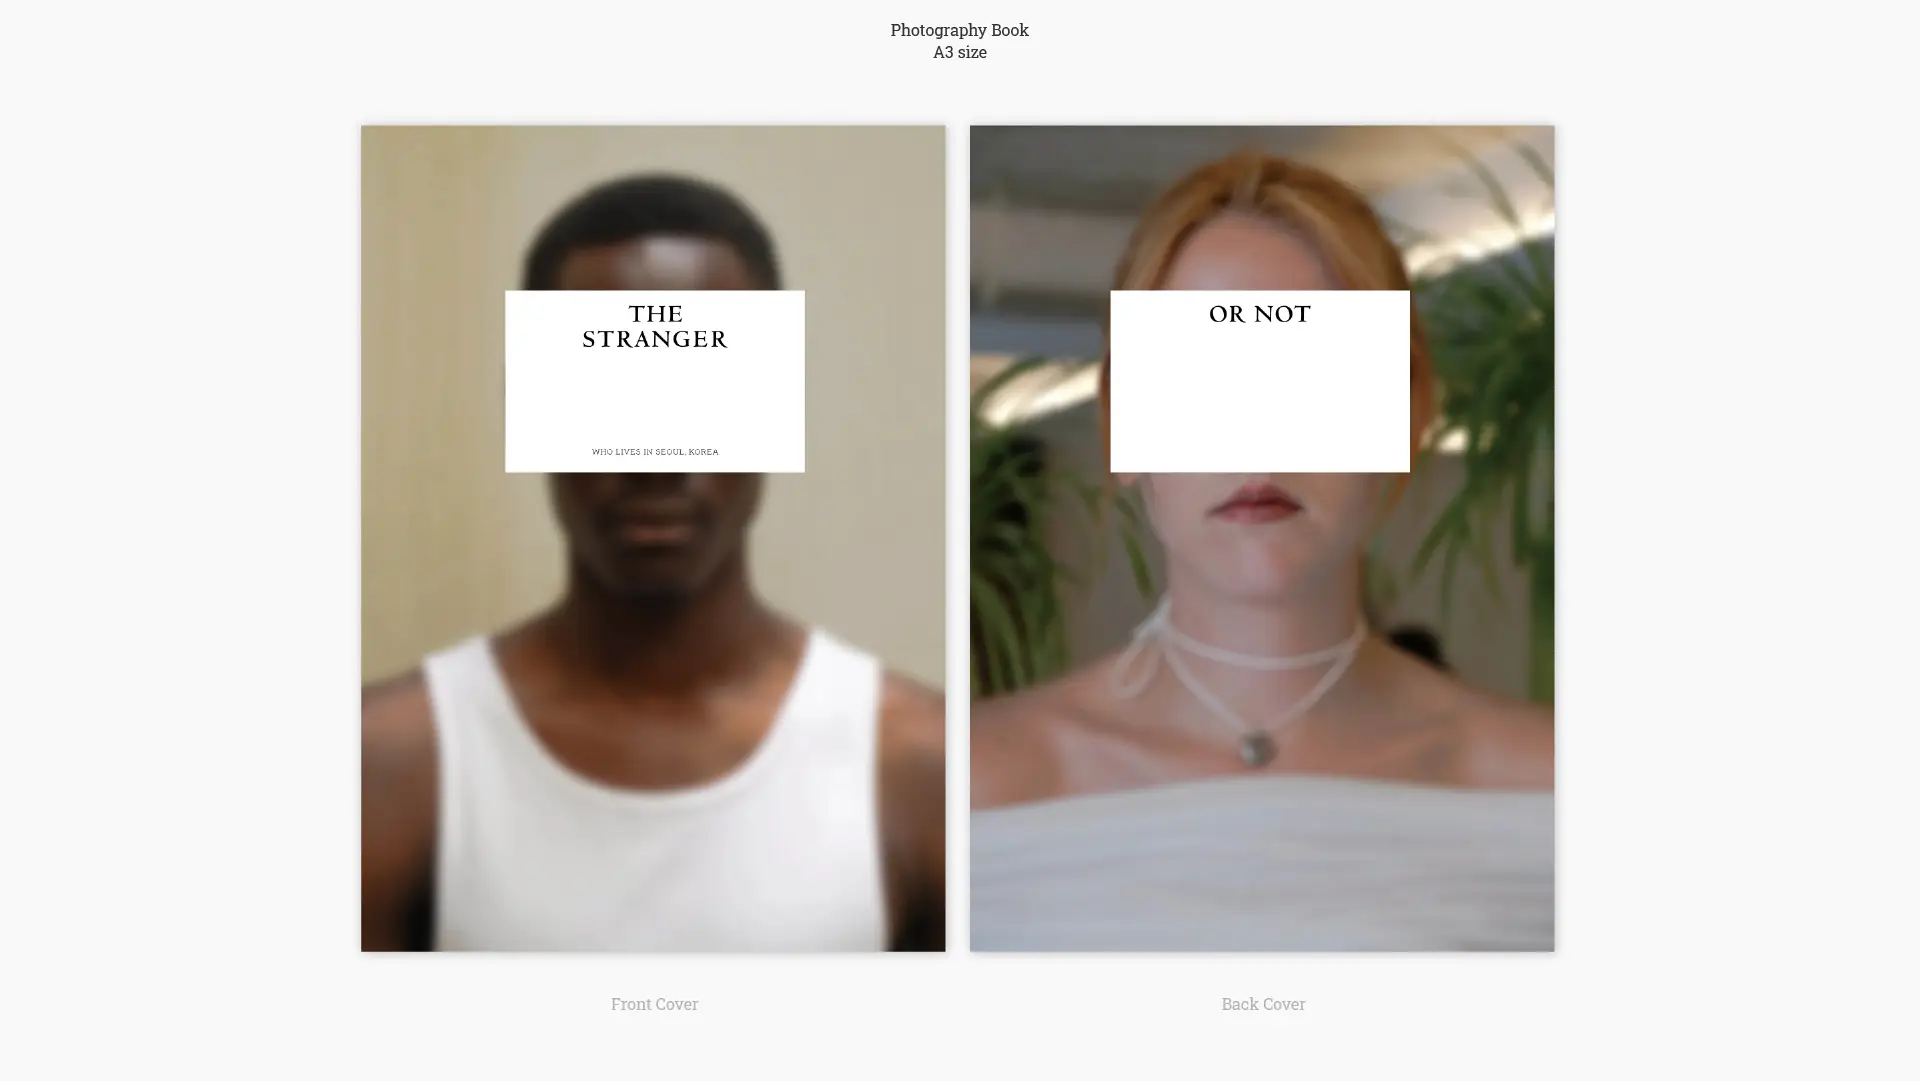 Photography Book
A3 size
THE
STRANGER
WHO LIVES IN SEOUL, KOREA
OR NOT
Front Cover
Back Cover